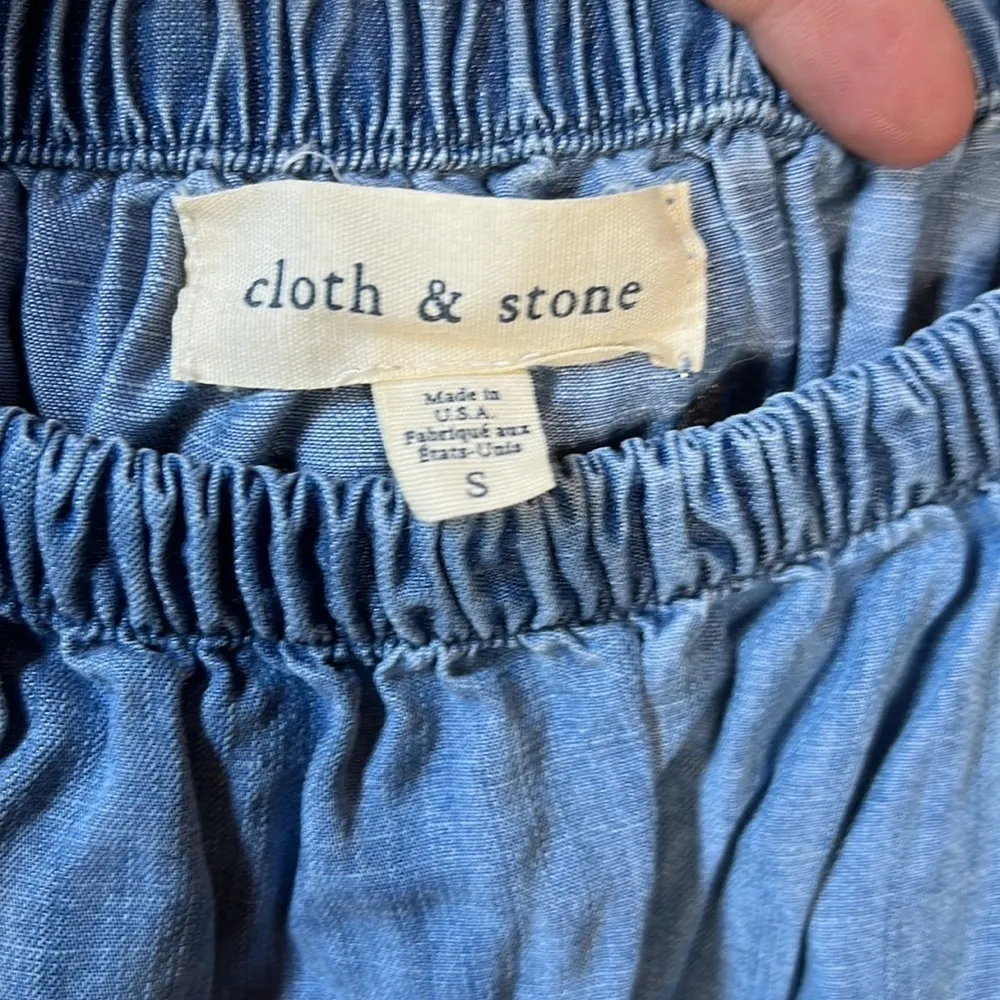 cloth & stone
Made in
U.S.A.
Fabriqué aux
États-Unis
S